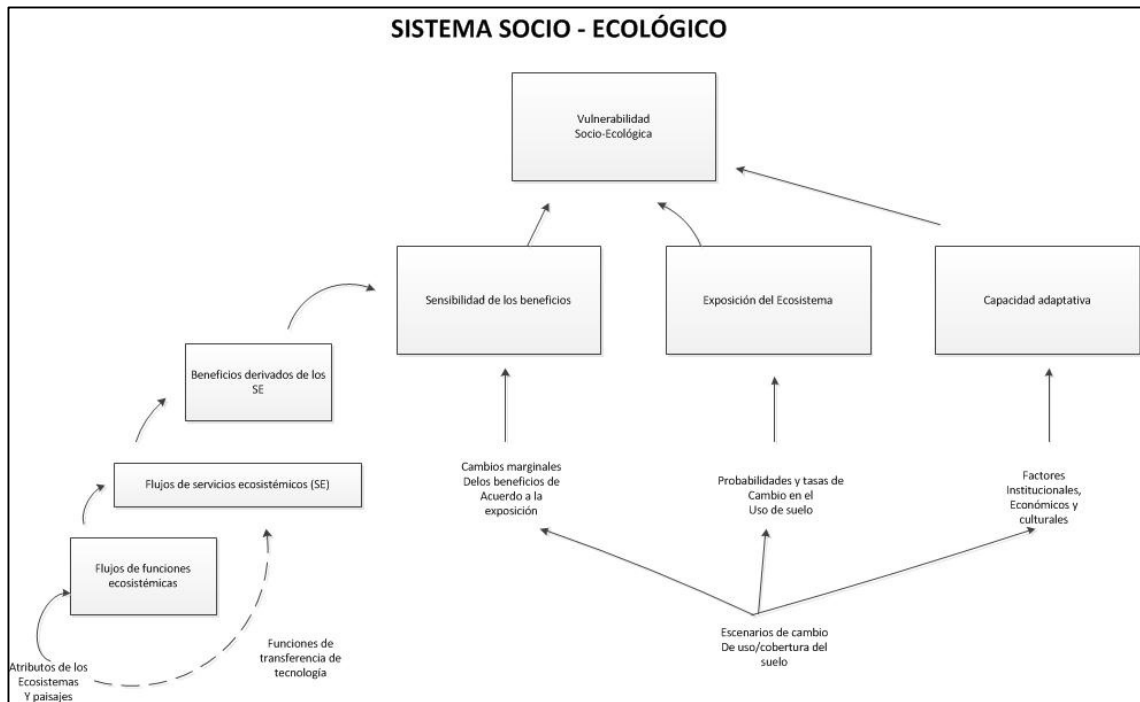 SISTEMA SOCIO - ECOLÓGICO
Vulnerabilidad
Socio-Ecológica
Sensibilidad de los beneficios
Exposición del Ecosistema
Capacidad adaptativa
Beneficios derivados de los
SE
Flujos de servicios ecosistémicos (SE)
Flujos de funciones
ecosistémicas
Atributos de los
Ecosistemas
Y paisajes
Funciones de
transferencia de
tecnología
Cambios marginales
Delos beneficios de
Acuerdo a la
exposición
Probabilidades y tasas de
Cambio en el
Uso de suelo
Factores
Institucionales,
Económicos y
culturales
Escenarios de cambio
De uso/cobertura del
suelo